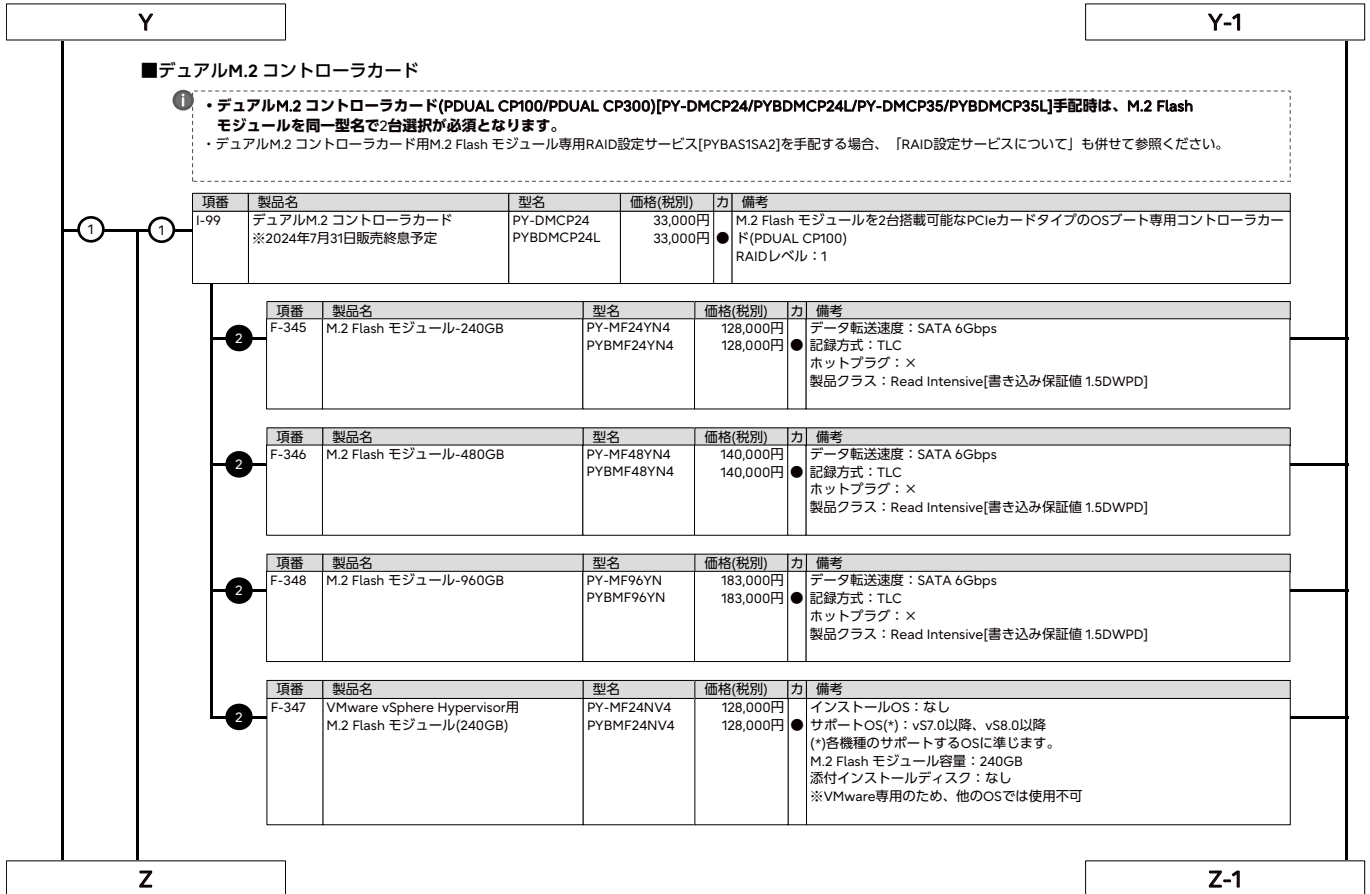 Y
Y-1
■デュアルM.2 コントローラカード
i
・デュアルM.2 コントローラカード(PDUAL CP100/PDUAL CP300)[PY-DMCP24/PYBDMCP24L/PY-DMCP35/PYBDMCP35L]手配時は、M.2 Flash
モジュールを同一型名で2台選択が必須となります。
・デュアルM.2 コントローラカード用M.2 Flash モジュール専用RAID設定サービス[PYBAS1SA2]を手配する場合、「RAID設定サービスについて」も併せて参照ください。
項番 製品名 型名 価格(税別) カ 備考
1 1 I-99 デュアルM.2 コントローラカード PY-DMCP24 33,000円 M.2 Flash モジュールを2台搭載可能なPCIeカードタイプのOSブート専用コントローラカー
※2024年7月31日販売終息予定 PYBDMCP24L 33,000円 ● ド(PDUAL CP100)
RAIDレベル：1
項番 製品名 型名 価格(税別) カ 備考
F-345 M.2 Flash モジュール-240GB PY-MF24YN4 128,000円 データ転送速度：SATA 6Gbps
2 PYBMF24YN4 128,000円 ● 記録方式：TLC
ホットプラグ：×
製品クラス：Read Intensive[書き込み保証値 1.5DWPD]
項番 製品名 型名 価格(税別) カ 備考
F-346 M.2 Flash モジュール-480GB PY-MF48YN4 140,000円 データ転送速度：SATA 6Gbps
2 PYBMF48YN4 140,000円 ● 記録方式：TLC
ホットプラグ：×
製品クラス：Read Intensive[書き込み保証値 1.5DWPD]
項番 製品名 型名 価格(税別) カ 備考
F-348 M.2 Flash モジュール-960GB PY-MF96YN 183,000円 データ転送速度：SATA 6Gbps
2 PYBMF96YN 183,000円 ● 記録方式：TLC
ホットプラグ：×
製品クラス：Read Intensive[書き込み保証値 1.5DWPD]
項番 製品名 型名 価格(税別) カ 備考
F-347 VMware vSphere Hypervisor用 PY-MF24NV4 128,000円 インストールOS：なし
2 M.2 Flash モジュール(240GB) PYBMF24NV4 128,000円 ● サポートOS(*)：vS7.0以降、vS8.0以降
(*)各機種のサポートするOSに準じます。
M.2 Flash モジュール容量：240GB
添付インストールディスク：なし
※VMware専用のため、他のOSでは使用不可
Z
Z-1